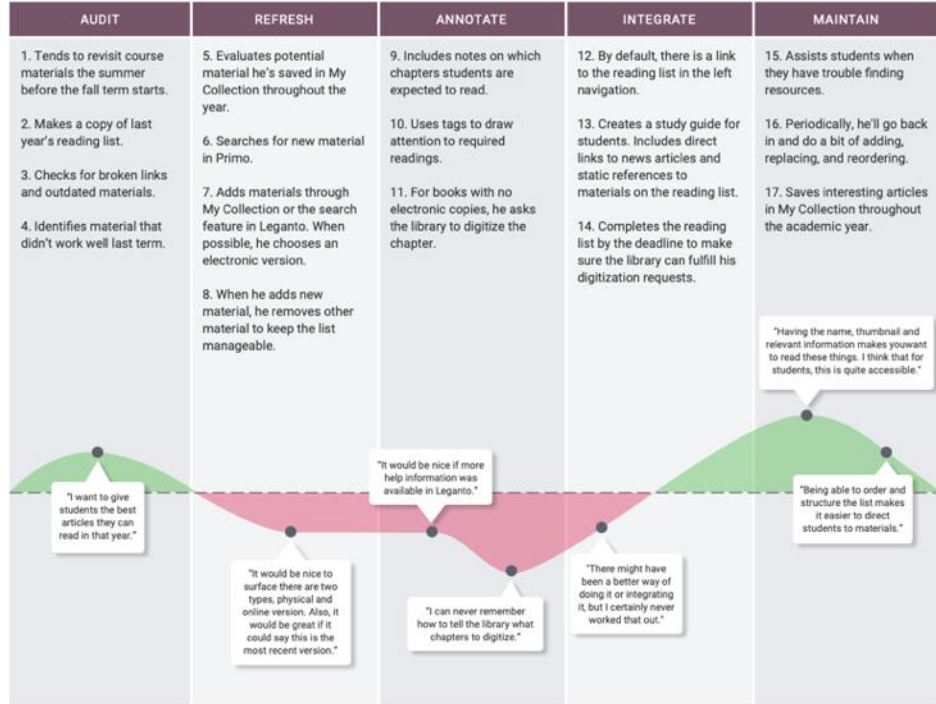 AUDIT
REFRESH
ANNOTATE
INTEGRATE
MAINTAIN
1. Tends to revisit course
materials the summer
before the fall term starts.
2. Makes a copy of last
year's reading list.
3. Checks for broken links
and outdated materials.
4. Identifies material that
didn't work well last term.
5. Evaluates potential
material he's saved in My
Collection throughout the
year.
6. Searches for new material
in Primo.
7. Adds materials through
My Collection or the search
feature in Leganto. When
possible, he chooses an
electronic version.
8. When he adds new
material, he removes other
material to keep the list
manageable.
9. Includes notes on which
chapters students are
expected to read.
10. Uses tags to draw
attention to required
readings.
11. For books with no
electronic copies, he asks
the library to digitize the
chapter.
12. By default, there is a link
to the reading list in the left
navigation.
13. Creates a study guide for
students. Includes direct
links to news articles and
static references to
materials on the reading list.
14. Completes the reading
list by the deadline to make
sure the library can fulfill his
digitization requests.
15. Assists students when
they have trouble finding
resources.
16. Periodically, he'll go back
in and do a bit of adding,
replacing, and reordering.
17. Saves interesting articles
in My Collection throughout
the academic year.
"I want to give
students the best
articles they can
read in that year."
"It would be nice to
surface there are two
types, physical and
online version. Also, it
would be great if it
could say this is the
most recent version."
"It would be nice if more
help information was
available in Leganto."
"I can never remember
how to tell the library what
chapters to digitize."
"There might have
been a better way of
doing it or integrating
it, but I certainly never
worked that out."
"Having the name, thumbnail and
relevant information makes youwant
to read these things. I think that for
students, this is quite accessible."
"Being able to order and
structure the list makes
it easier to direct
students to materials."